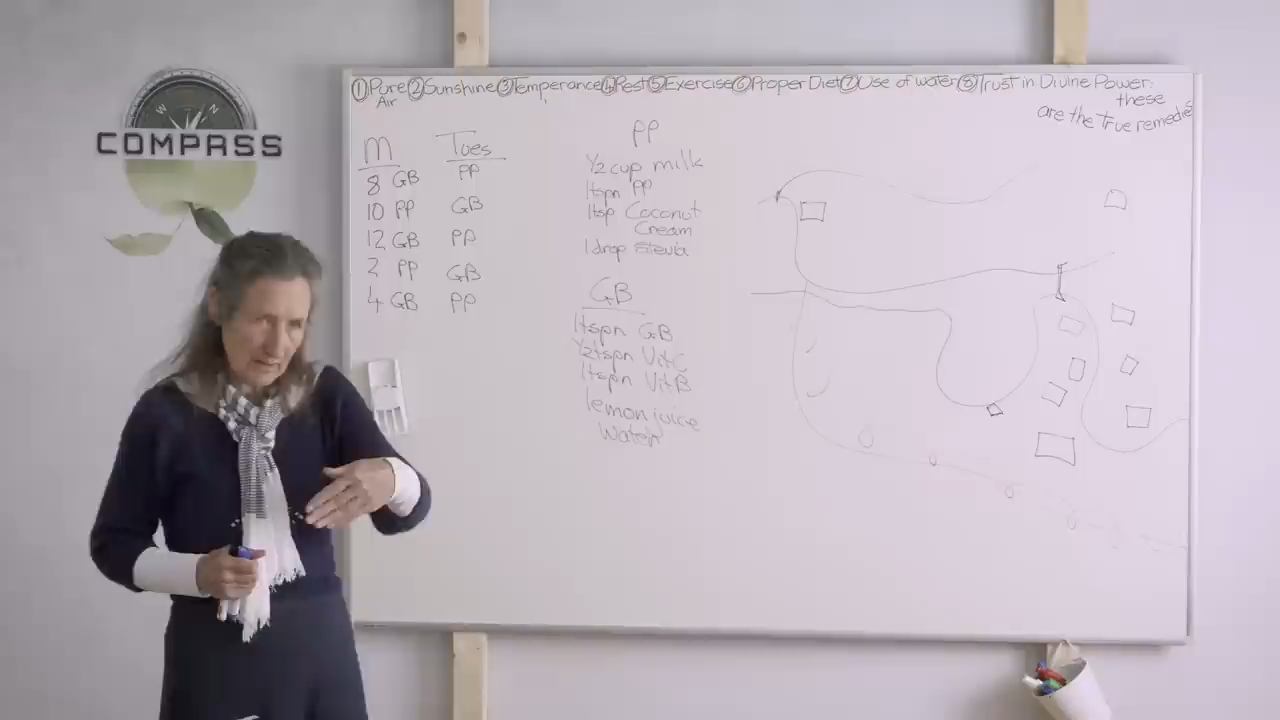 ①Pure ②Sunshine ③Temperance ④Rest ⑤Exercise ⑥Proper Diet ⑦Use of water ⑧Trust in Divine Power:
Air
these
are the true remedies
W N
COMPASS
M
8 GB
10 PP
12 GB
2 PP
4 GB
Tues
PP
GB
PP
GB
PP
PP
1/2 cup milk
1tspn PP
1tsp Coconut
Cream
1 drop stevia
GB
1tspn GB
1/2tspn VitC
1tspn VitB
lemon juice
Water